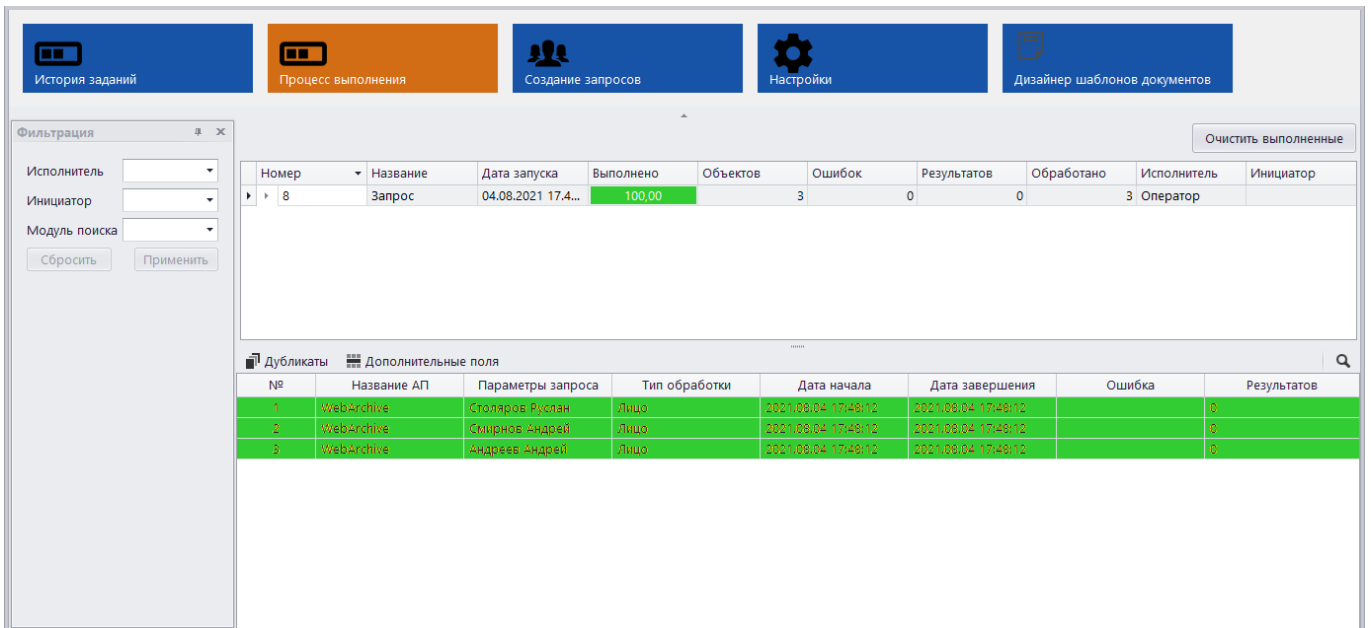 История заданий Процесс выполнения Создание запросов Настройки Дизайнер шаблонов документов
Фильтрация
Очистить выполненные
Исполнитель
Инициатор
Модуль поиска
Сбросить Применить
Номер Название Дата запуска Выполнено Объектов Ошибок Результатов Обработано Исполнитель Инициатор
8 Запрос 04.08.2021 17.4... 100,00 3 0 0 3 Оператор
Дубликаты Дополнительные поля
№ Название АП Параметры запроса Тип обработки Дата начала Дата завершения Ошибка Результатов
1 WebArchive Столяров Руслан Лицо 2021.08.04 17:48:12 2021.08.04 17:48:12 0
2 WebArchive Смирнов Андрей Лицо 2021.08.04 17:48:12 2021.08.04 17:48:12 0
3 WebArchive Андреев Андрей Лицо 2021.08.04 17:48:12 2021.08.04 17:48:12 0